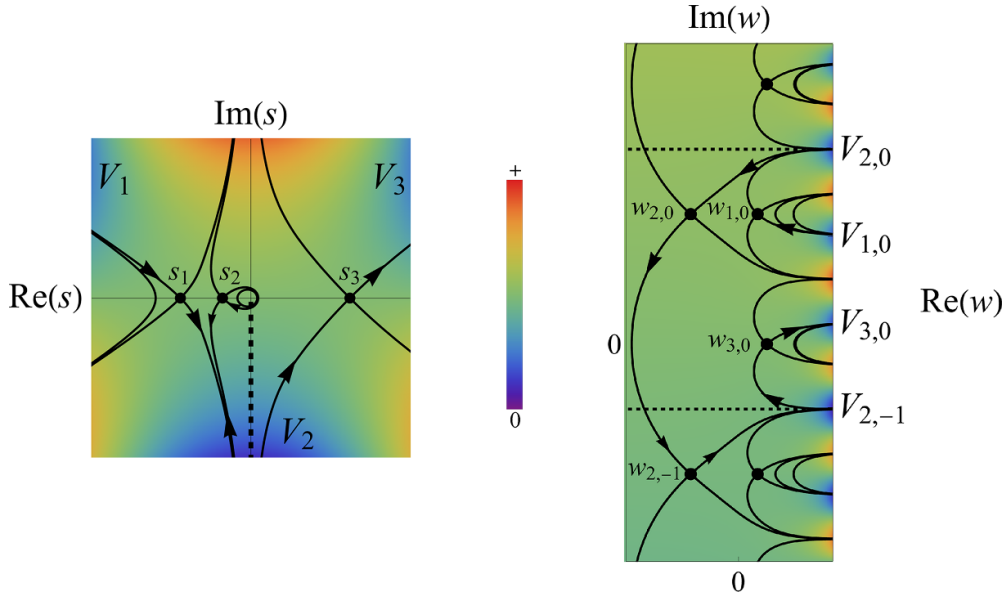 Im(s)
V1
V3
s1
s2
s3
Re(s)
V2
+
0
Im(w)
V2,0
w2,0
w1,0
V1,0
Re(w)
V3,0
0
w3,0
V2,−1
w2,−1
0